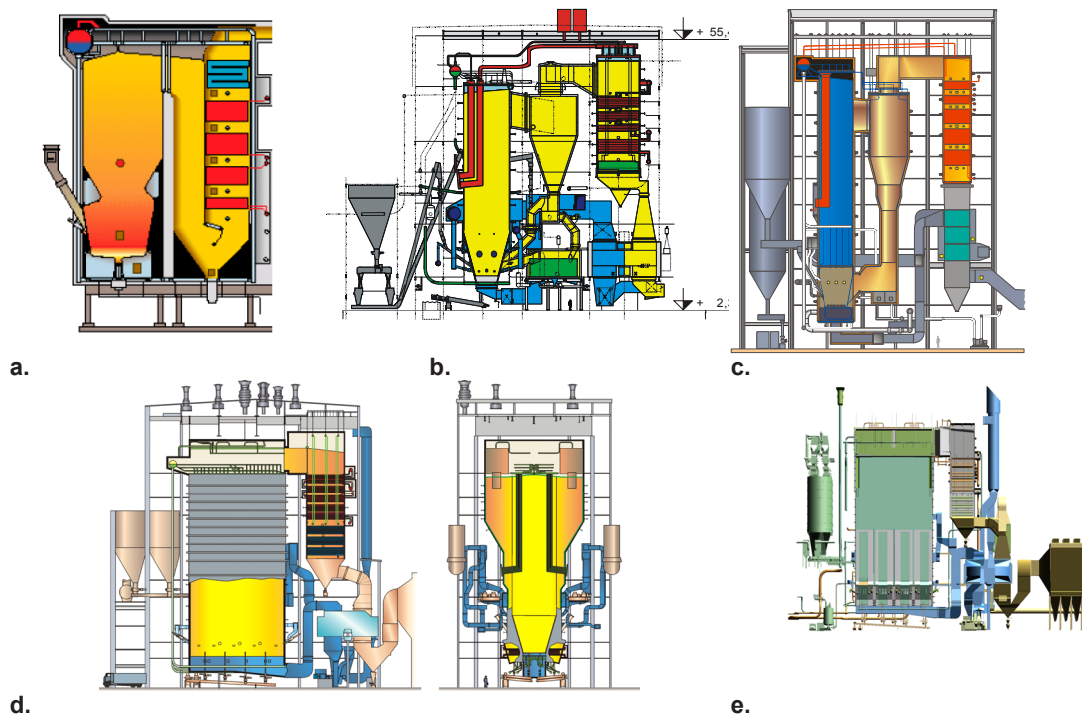 + 55,
+ 2,
a.
b.
c.
d.
e.